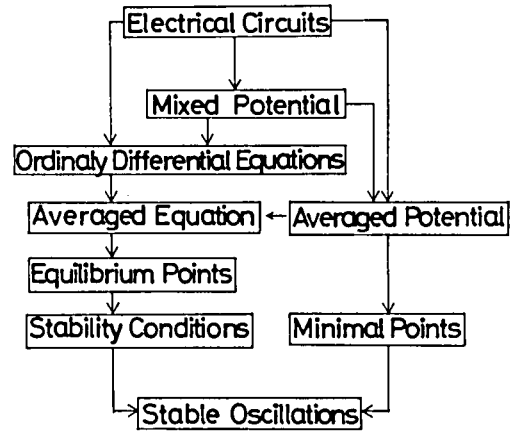 Electrical Circuits
Mixed Potential
Ordinaly Differential Equations
Averaged Equation
Averaged Potential
Equilibrium Points
Stability Conditions
Minimal Points
Stable Oscillations